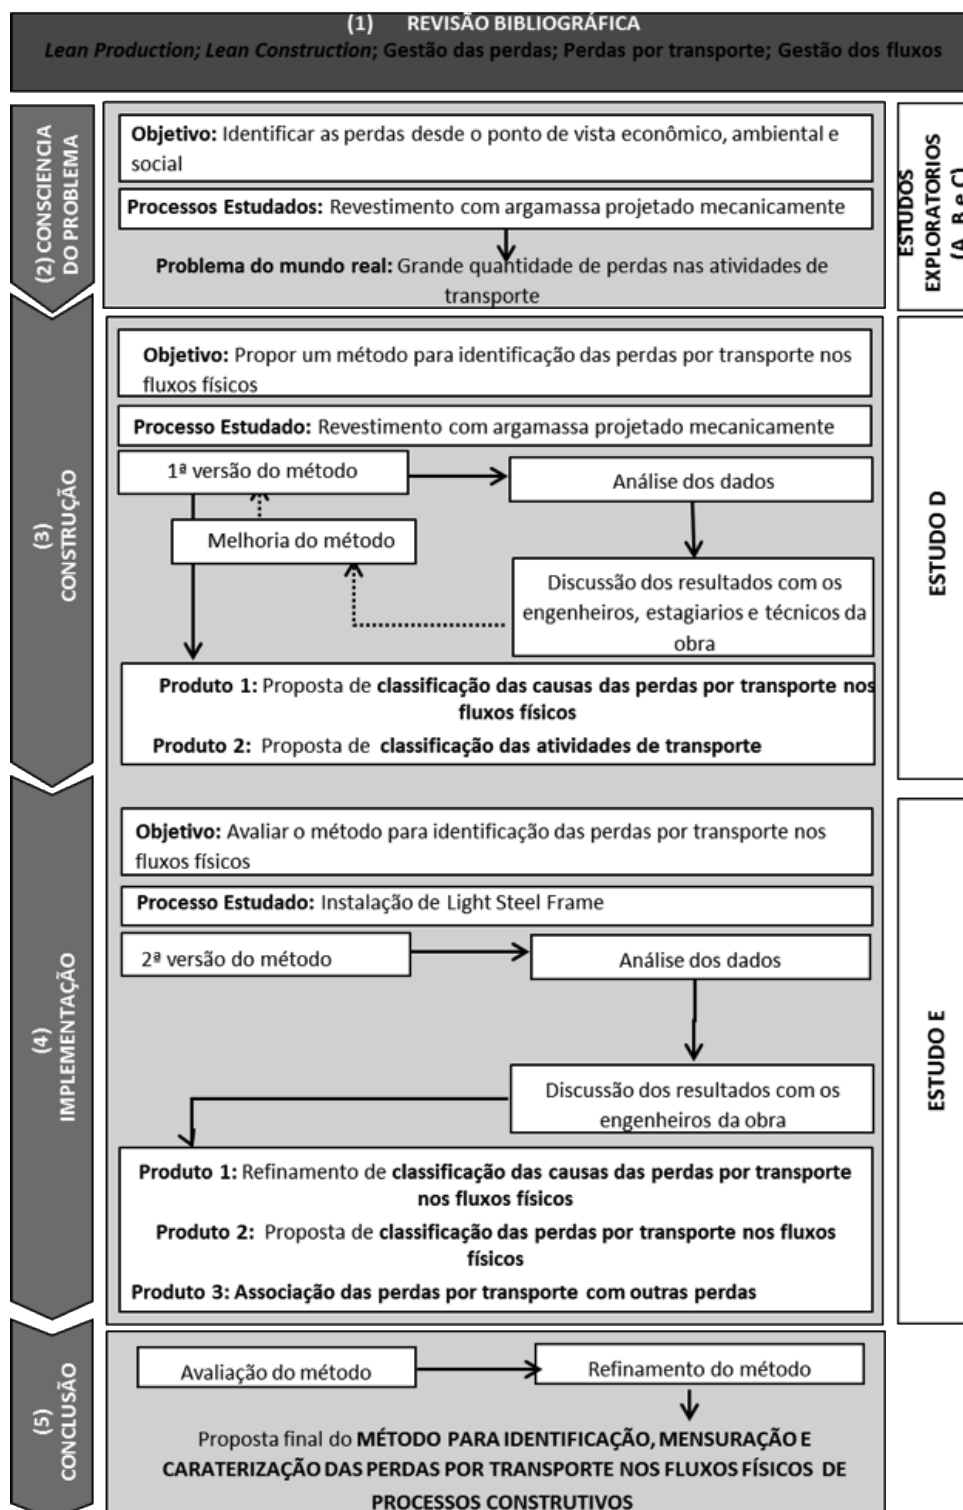 (1) REVISÃO BIBLIOGRÁFICA
Lean Production; Lean Construction; Gestão das perdas; Perdas por transporte; Gestão dos fluxos
(2) CONSCIENCIA
DO PROBLEMA
Objetivo: Identificar as perdas desde o ponto de vista econômico, ambiental e
social
Processos Estudados: Revestimento com argamassa projetado mecanicamente
Problema do mundo real: Grande quantidade de perdas nas atividades de
transporte
ESTUDOS
EXPLORATORIOS
(A, B e C)
(3)
CONSTRUÇÃO
Objetivo: Propor um método para identificação das perdas por transporte nos
fluxos físicos
Processo Estudado: Revestimento com argamassa projetado mecanicamente
1ª versão do método
Análise dos dados
Melhoria do método
Discussão dos resultados com os
engenheiros, estagiarios e técnicos da
obra
Produto 1: Proposta de classificação das causas das perdas por transporte nos
fluxos físicos
Produto 2: Proposta de classificação das atividades de transporte
ESTUDO D
(4)
IMPLEMENTAÇÃO
Objetivo: Avaliar o método para identificação das perdas por transporte nos
fluxos físicos
Processo Estudado: Instalação de Light Steel Frame
2ª versão do método
Análise dos dados
Discussão dos resultados com os
engenheiros da obra
Produto 1: Refinamento de classificação das causas das perdas por transporte
nos fluxos físicos
Produto 2: Proposta de classificação das perdas por transporte nos fluxos
físicos
Produto 3: Associação das perdas por transporte com outras perdas
ESTUDO E
(5)
CONCLUSÃO
Avaliação do método
Refinamento do método
Proposta final do MÉTODO PARA IDENTIFICAÇÃO, MENSURAÇÃO E
CARATERIZAÇÃO DAS PERDAS POR TRANSPORTE NOS FLUXOS FÍSICOS DE
PROCESSOS CONSTRUTIVOS